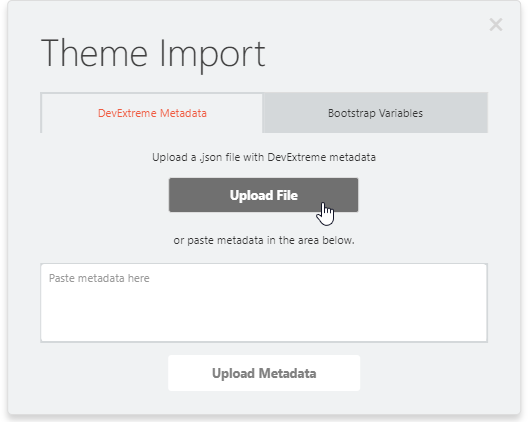 Theme Import
DevExtreme Metadata
Bootstrap Variables
Upload a .json file with DevExtreme metadata
Upload File
or paste metadata in the area below.
Paste metadata here
Upload Metadata